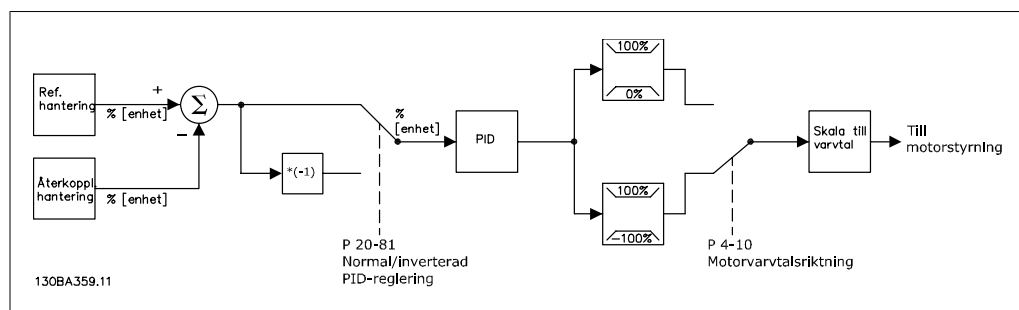 Ref.
hantering
% [enhet]
+
−
Σ
Återkoppl.
hantering
% [enhet]
*(-1)
%
[enhet]
P 20-81
Normal/inverterad
PID-reglering
PID
100%
0%
100%
-100%
P 4-10
Motorvarvtalsriktning
Skala till
varvtal
Till
motorstyrning
130BA359.11